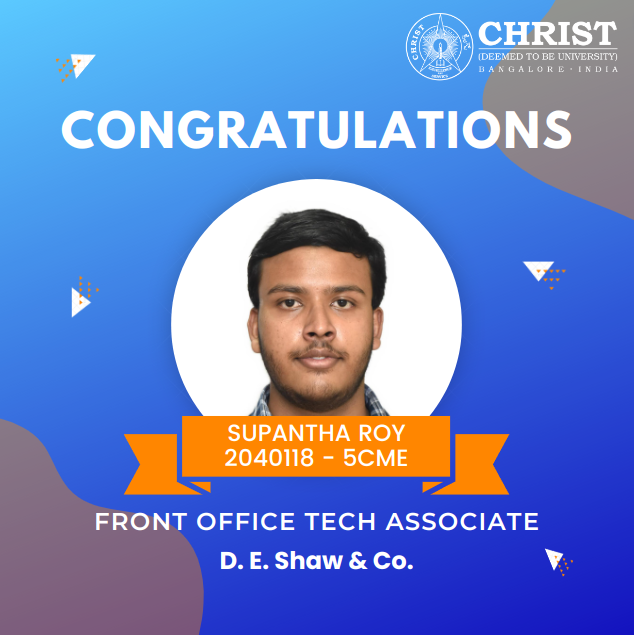 CHRIST
(DEEMED TO BE UNIVERSITY)
BANGALORE · INDIA
CONGRATULATIONS
SUPANTHA ROY
2040118 - 5CME
FRONT OFFICE TECH ASSOCIATE
D. E. Shaw & Co.